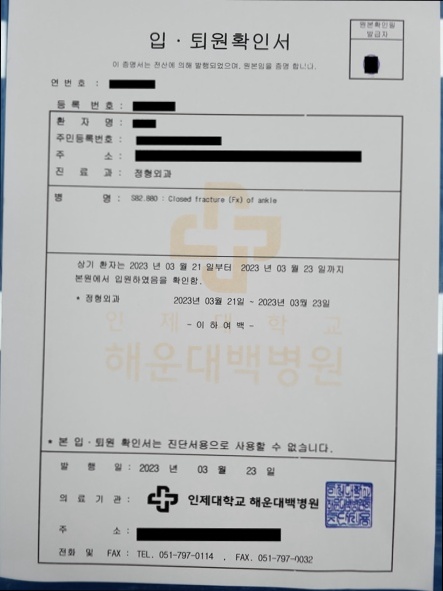 입 · 퇴원확인서
원본확인필
발급자
이 증명서는 전산에 의해 발행되었으며, 원본임을 증명 합니다.
연 번 호 :
등 록 번 호 :
환 자 명 :
주민등록번호 :
주 소 :
진 료 과 : 정형외과
병 명 : S82.880 : Closed fracture (Fx) of ankle
상기 환자는 2023 년 03 월 21 일부터 2023 년 03 월 23 일까지
본원에서 입원하였음을 확인함.
* 정형외과 2023년 03월 21일 ~ 2023년 03월 23일
- 이 하 여 백 -
인 제 대 학 교
해운대백병원
* 본 입 · 퇴원 확인서는 진단서용으로 사용할 수 없습니다.
발 행 일 : 2023 년 03 월 23 일
의 료 기 관 : 인제대학교 해운대백병원
주 소 :
전화 및 FAX : TEL. 051-797-0114 , FAX. 051-797-0032